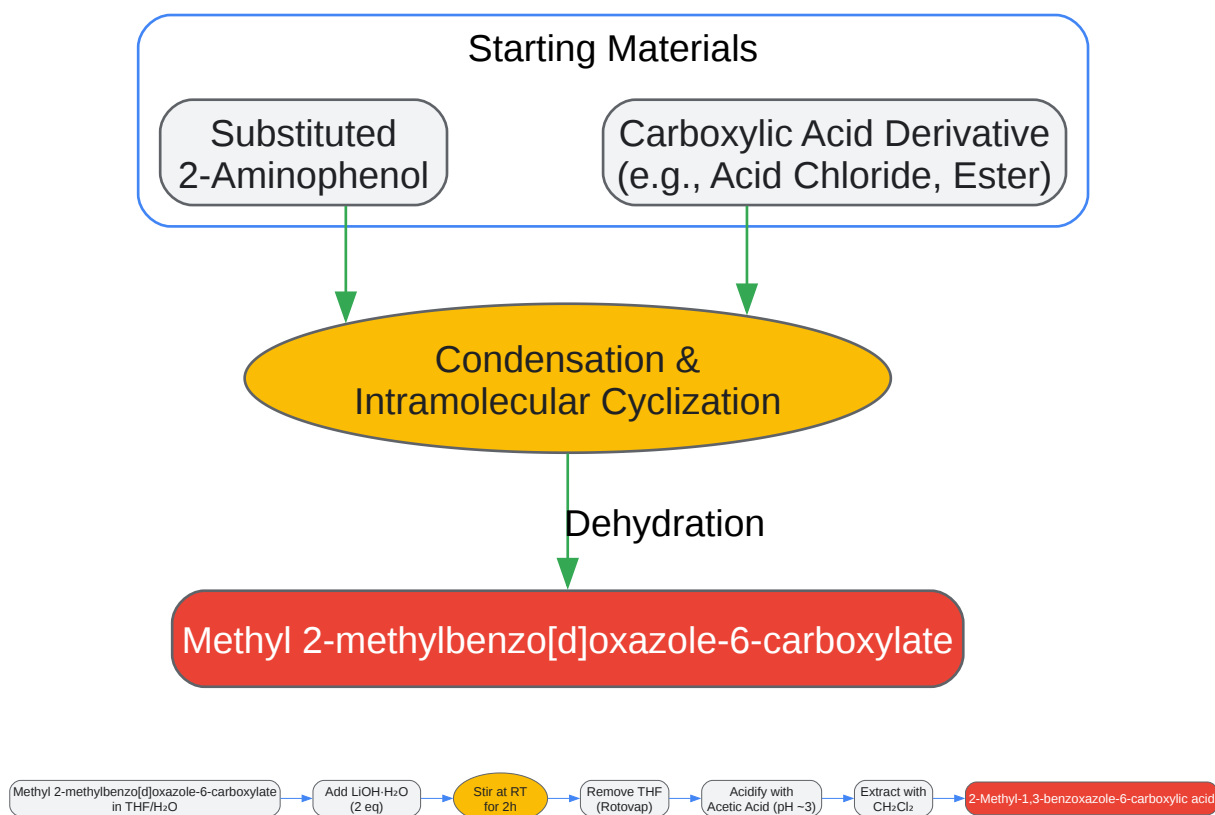 Starting Materials
Substituted
2-Aminophenol
Carboxylic Acid Derivative
(e.g., Acid Chloride, Ester)
Condensation &
Intramolecular Cyclization
Dehydration
Methyl 2-methylbenzo[d]oxazole-6-carboxylate
Methyl 2-methylbenzo[d]oxazole-6-carboxylate
in THF/H₂O
Add LiOH·H₂O
(2 eq)
Stir at RT
for 2h
Remove THF
(Rotovap)
Acidify with
Acetic Acid (pH ~3)
Extract with
CH₂Cl₂
2-Methyl-1,3-benzoxazole-6-carboxylic acid